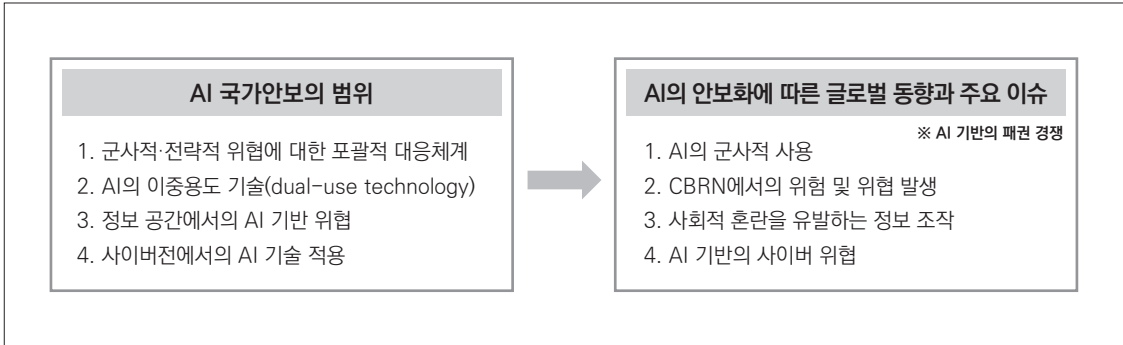 AI 국가안보의 범위
1. 군사적·전략적 위협에 대한 포괄적 대응체계
2. AI의 이중용도 기술(dual-use technology)
3. 정보 공간에서의 AI 기반 위협
4. 사이버전에서의 AI 기술 적용
AI의 안보화에 따른 글로벌 동향과 주요 이슈
※ AI 기반의 패권 경쟁
1. AI의 군사적 사용
2. CBRN에서의 위험 및 위협 발생
3. 사회적 혼란을 유발하는 정보 조작
4. AI 기반의 사이버 위협